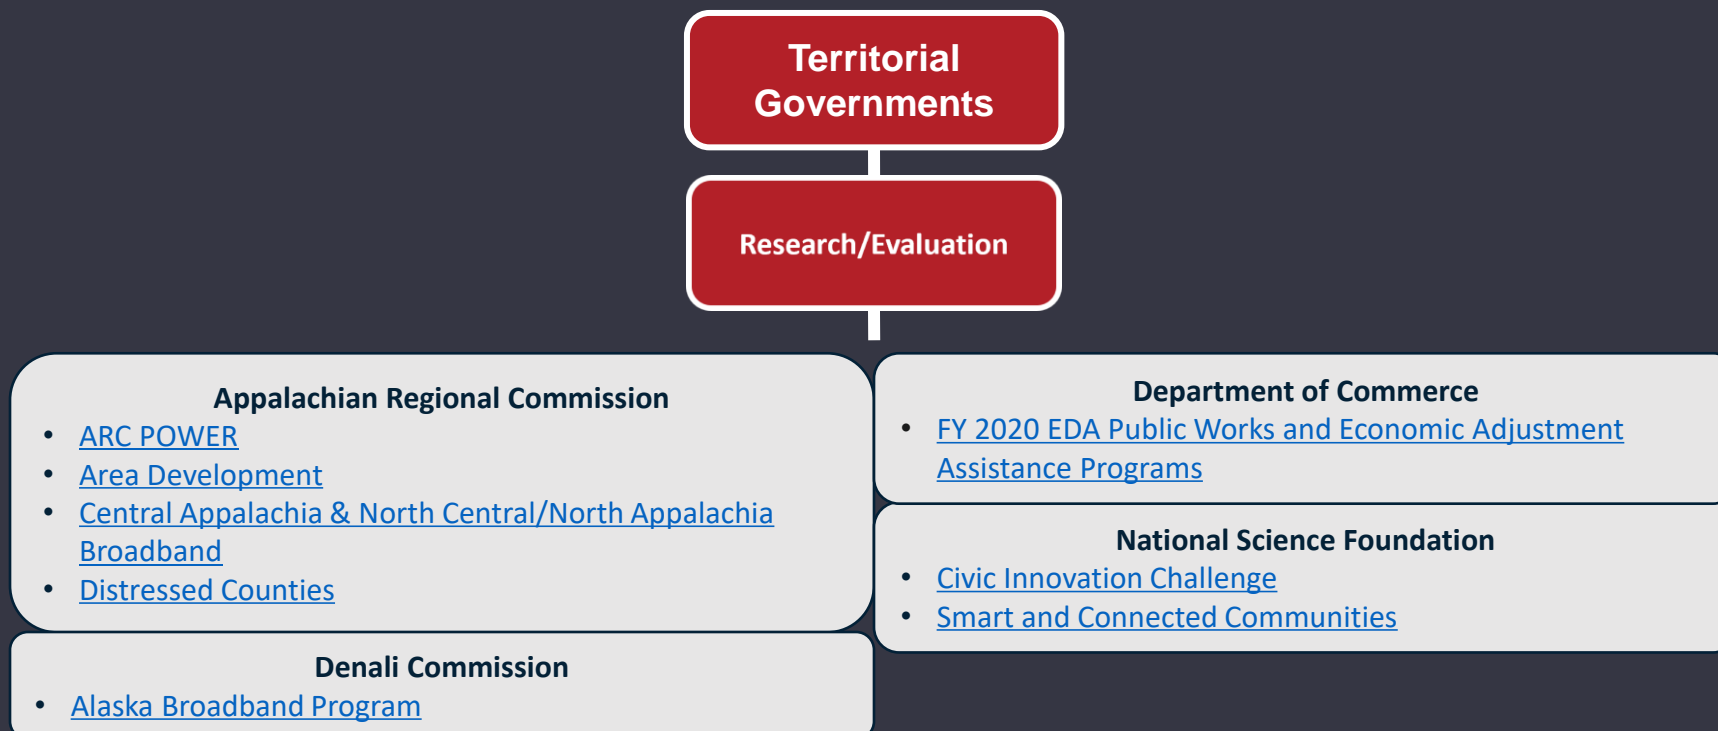 Territorial
Governments
Research/Evaluation
Appalachian Regional Commission
• ARC POWER
• Area Development
• Central Appalachia & North Central/North Appalachia
Broadband
• Distressed Counties
Denali Commission
• Alaska Broadband Program
Department of Commerce
• FY 2020 EDA Public Works and Economic Adjustment
Assistance Programs
National Science Foundation
• Civic Innovation Challenge
• Smart and Connected Communities